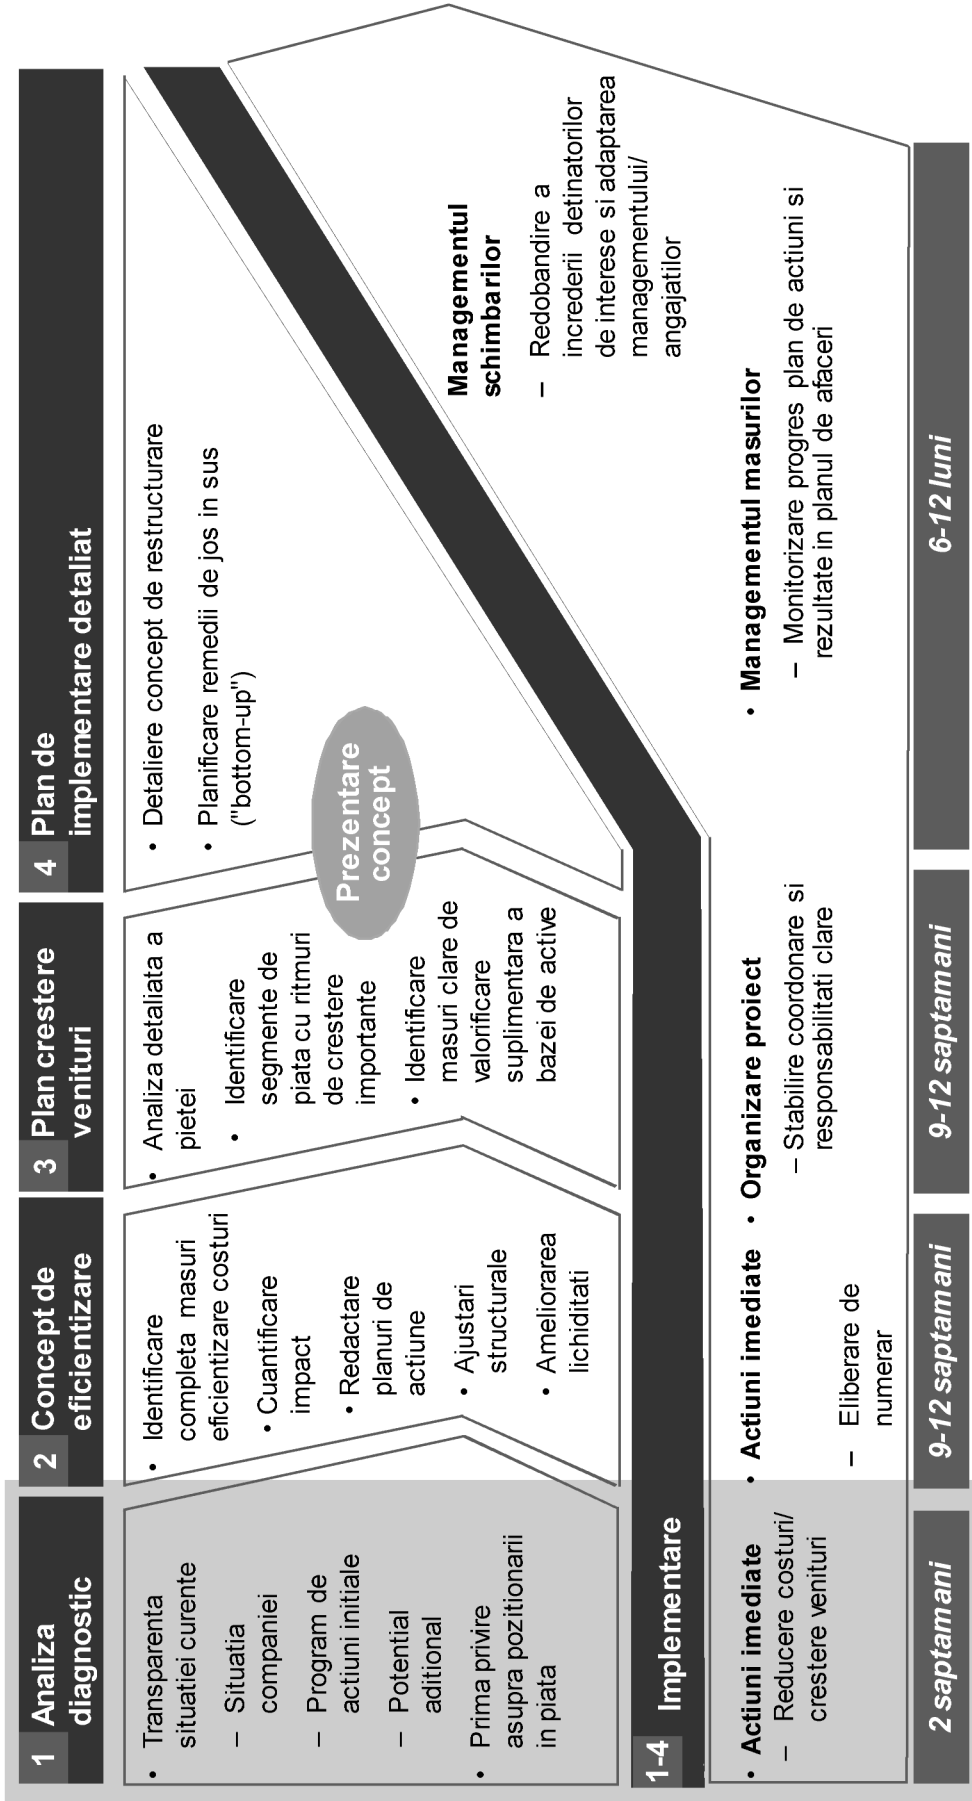 1 Analiza
diagnostic
2 Concept de
eficientizare
3 Plan crestere
venituri
4 Plan de
implementare detaliat
• Transparenta
situatiei curente
– Situatia
companiei
– Program de
actiuni initiale
– Potential
aditional
• Prima privire
asupra pozitionarii
in piata
• Identificare
completa masuri
eficientizare costuri
• Cuantificare
impact
• Redactare
planuri de
actiune
• Ajustari
structurale
• Ameliorarea
lichiditati
• Analiza detaliata a
pietei
• Identificare
segmente de
piata cu ritmuri
de crestere
importante
• Identificare
masuri clare de
valorificare
suplimentara a
bazei de active
Prezentare
concept
• Detaliere concept de restructurare
• Planificare remedii de jos in sus
("bottom-up")
1-4 Implementare
• Actiuni imediate
– Reducere costuri/
crestere venituri
• Actiuni imediate
– Eliberare de
numerar
• Organizare proiect
– Stabilire coordonare si
responsabilitati clare
• Managementul masurilor
– Monitorizare progres plan de actiuni si
rezultate in planul de afaceri
Managementul
schimbarilor
– Redobandire a
increderii detinatorilor
de interese si adaptarea
managementului/
angajatilor
2 saptamani
9-12 saptamani
9-12 saptamani
6-12 luni